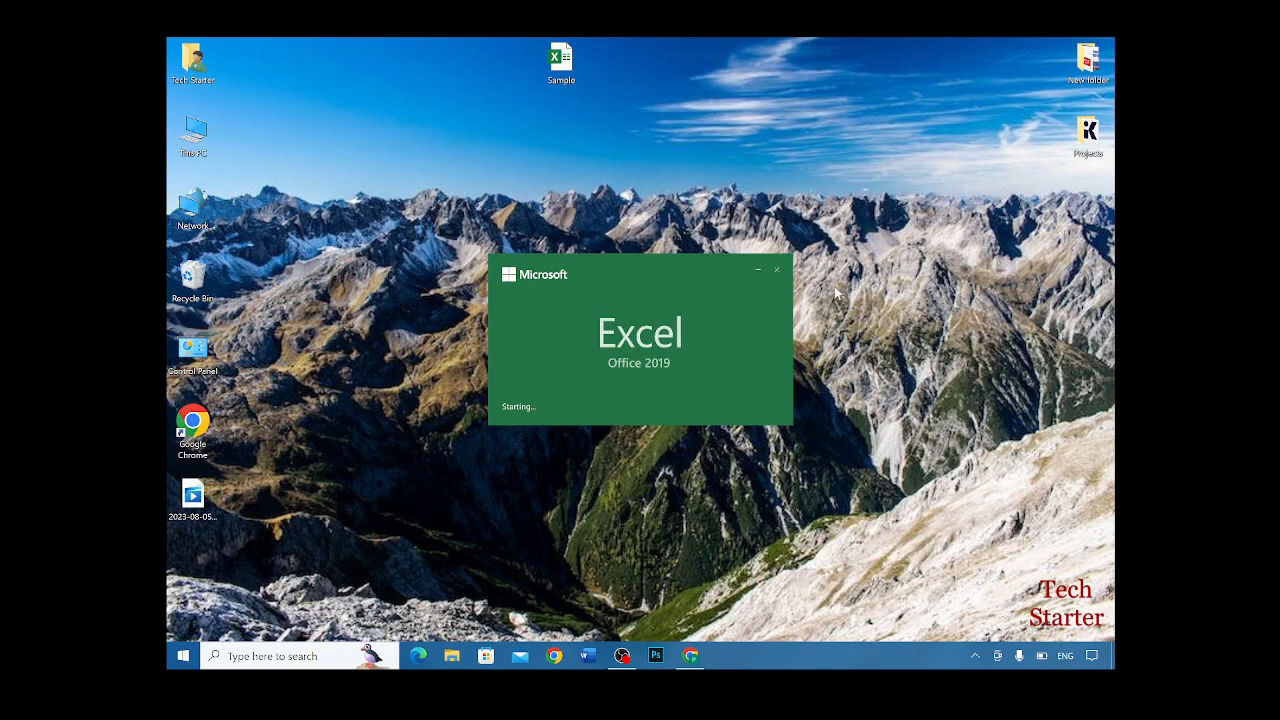 Tech Starter
Sample
New folder
This PC
Projects
Network
Microsoft
Recycle Bin
Excel
Office 2019
Control Panel
Starting...
Google
Chrome
2023-08-05...
Tech
Starter
Type here to search
Ps
ENG